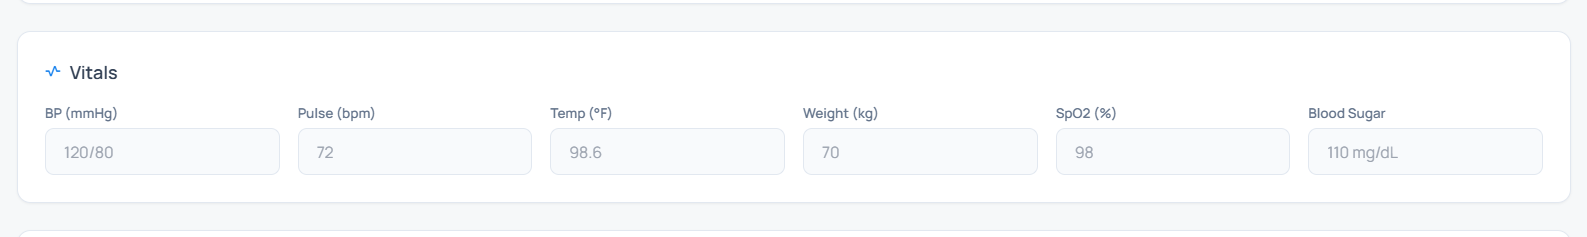 Vitals
BP (mmHg) Pulse (bpm) Temp (°F) Weight (kg) SpO2 (%) Blood Sugar
120/80 72 98.6 70 98 110 mg/dL